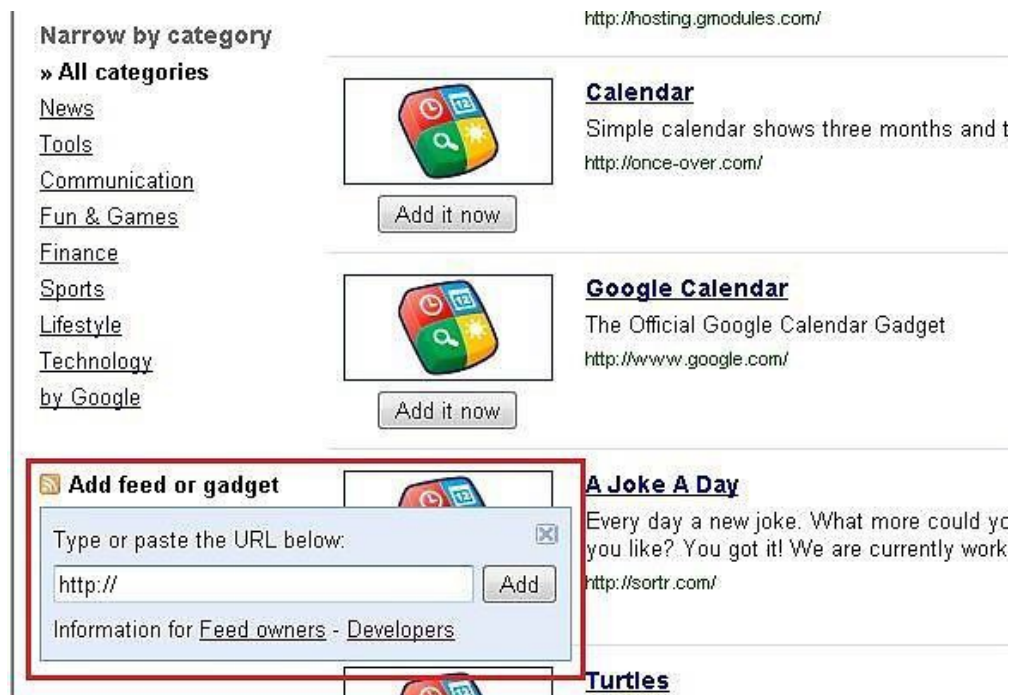 Narrow by category
» All categories
News
Tools
Communication
Fun & Games
Finance
Sports
Lifestyle
Technology
by Google
http://hosting.gmodules.com/
Calendar
Simple calendar shows three months and t
http://once-over.com/
Add it now
Google Calendar
The Official Google Calendar Gadget
http://www.google.com/
Add it now
Add feed or gadget
Type or paste the URL below:
http://
Add
Information for Feed owners - Developers
A Joke A Day
Every day a new joke. What more could yo
you like? You got it! We are currently work
http://sortr.com/
Turtles